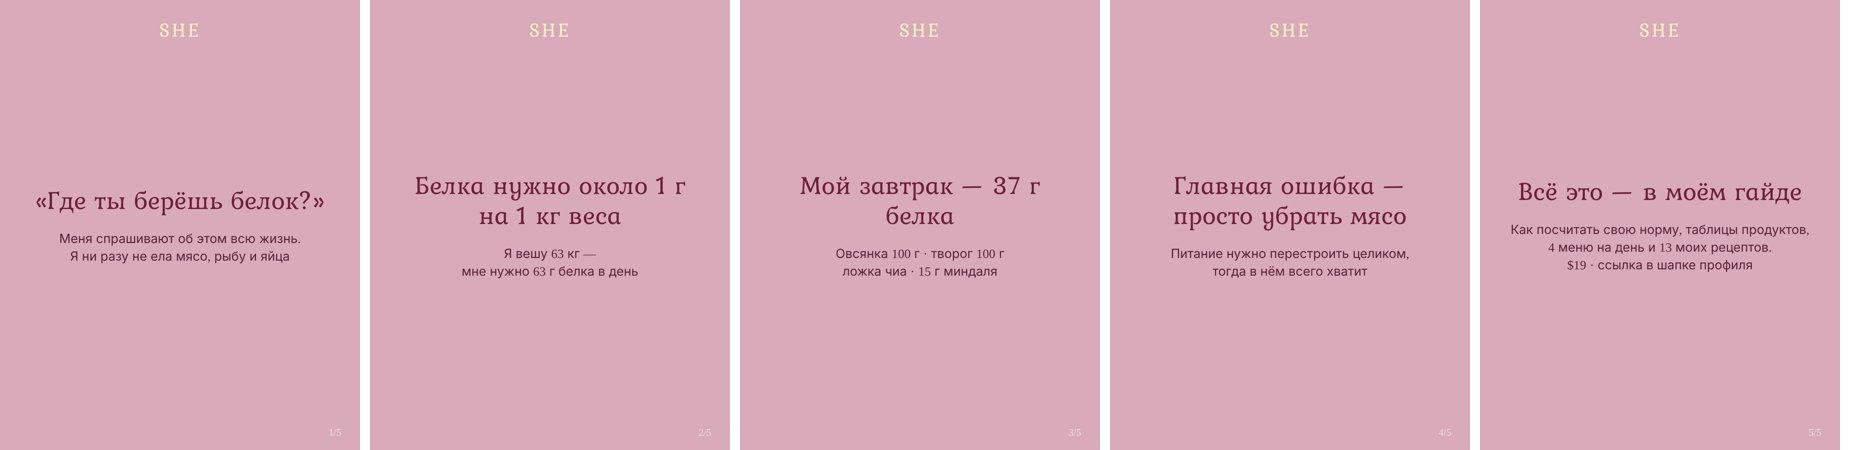 SHE
«Где ты берёшь белок?»
Меня спрашивают об этом всю жизнь.
Я ни разу не ела мясо, рыбу и яйца
1/5
SHE
Белка нужно около 1 г
на 1 кг веса
Я вешу 63 кг —
мне нужно 63 г белка в день
2/5
SHE
Мой завтрак — 37 г
белка
Овсянка 100 г · творог 100 г
ложка чиа · 15 г миндаля
3/5
SHE
Главная ошибка —
просто убрать мясо
Питание нужно перестроить целиком,
тогда в нём всего хватит
4/5
SHE
Всё это — в моём гайде
Как посчитать свою норму, таблицы продуктов,
4 меню на день и 13 моих рецептов.
$19 · ссылка в шапке профиля
5/5